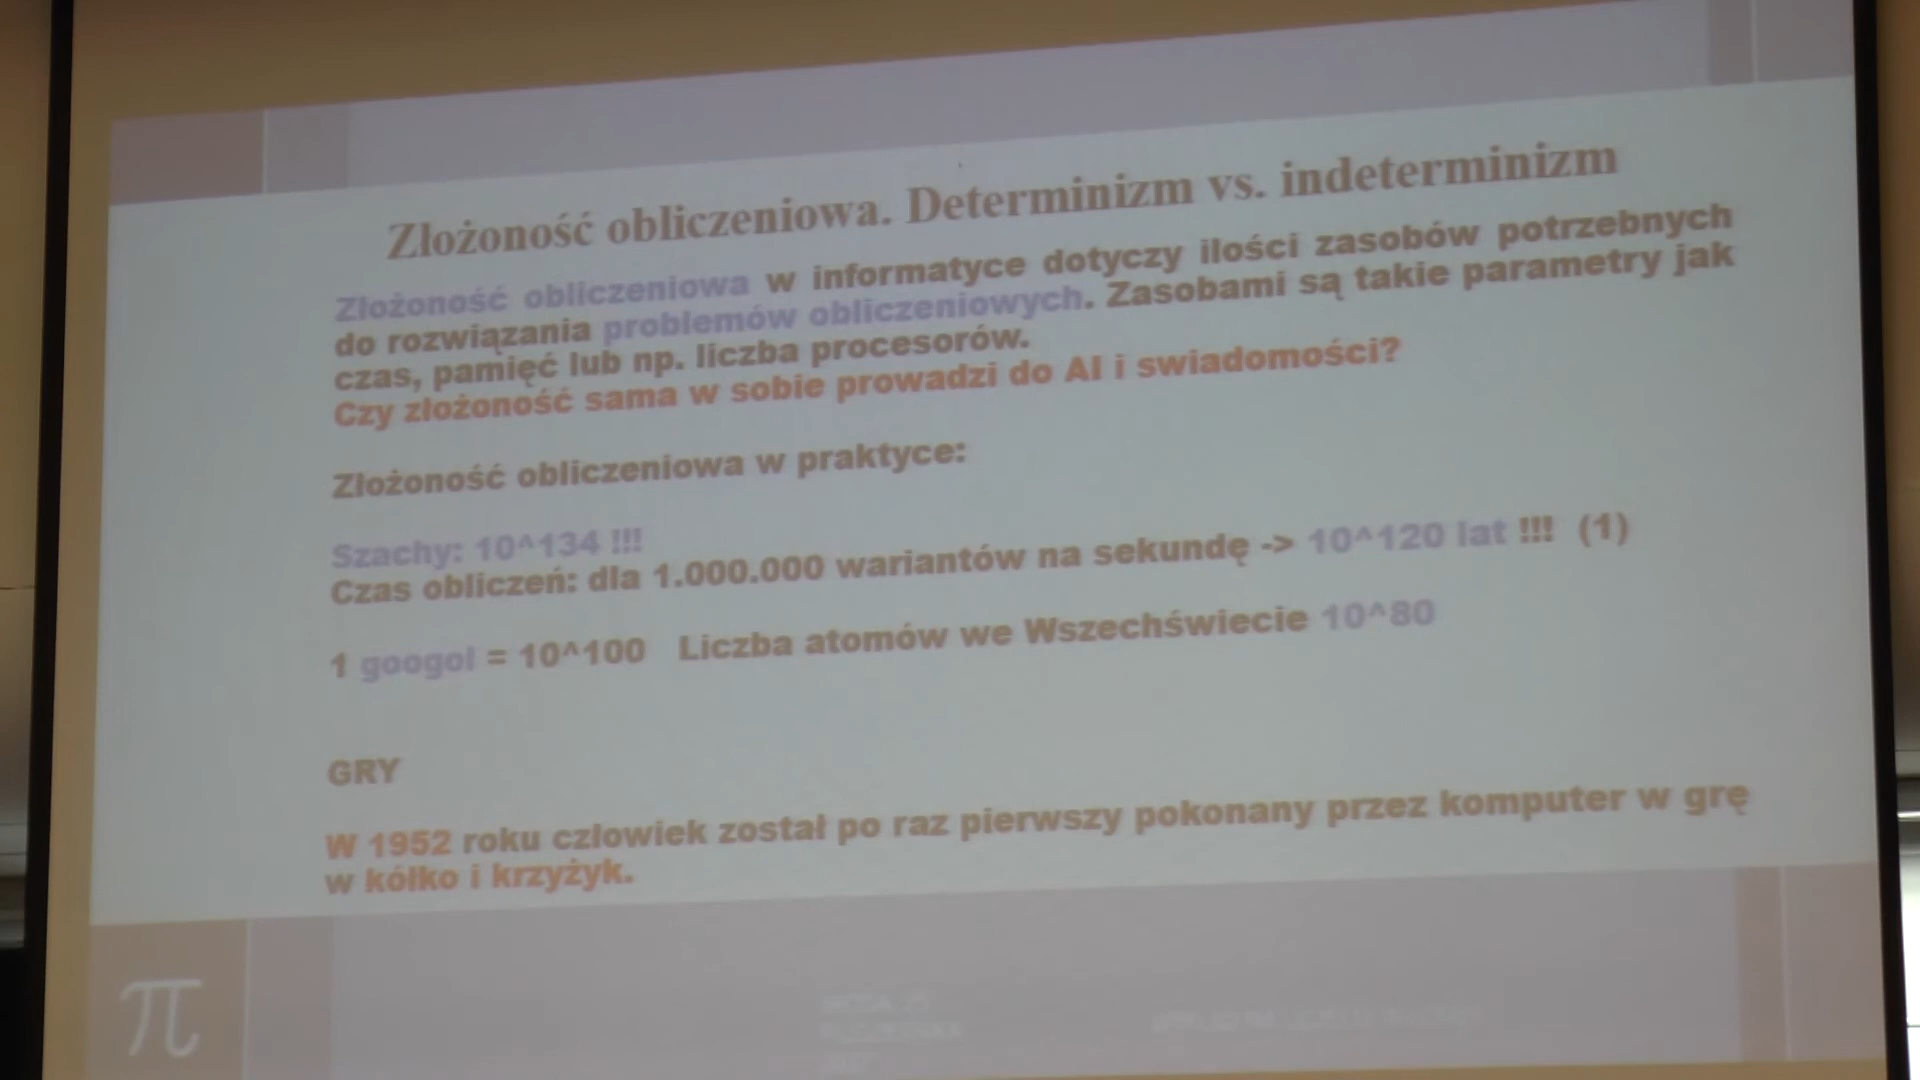 Złożoność obliczeniowa. Determinizm vs. indeterminizm
Złożoność obliczeniowa w informatyce dotyczy ilości zasobów potrzebnych
do rozwiązania problemów obliczeniowych. Zasobami są takie parametry jak
czas, pamięć lub np. liczba procesorów.
Czy złożoność sama w sobie prowadzi do AI i swiadomości?
Złożoność obliczeniowa w praktyce:
Szachy: 10^134 !!!
Czas obliczeń: dla 1.000.000 wariantów na sekundę -> 10^120 lat !!! (1)
1 googol = 10^100 Liczba atomów we Wszechświecie 10^80
GRY
W 1952 roku człowiek został po raz pierwszy pokonany przez komputer w grę
w kółko i krzyżyk.
π